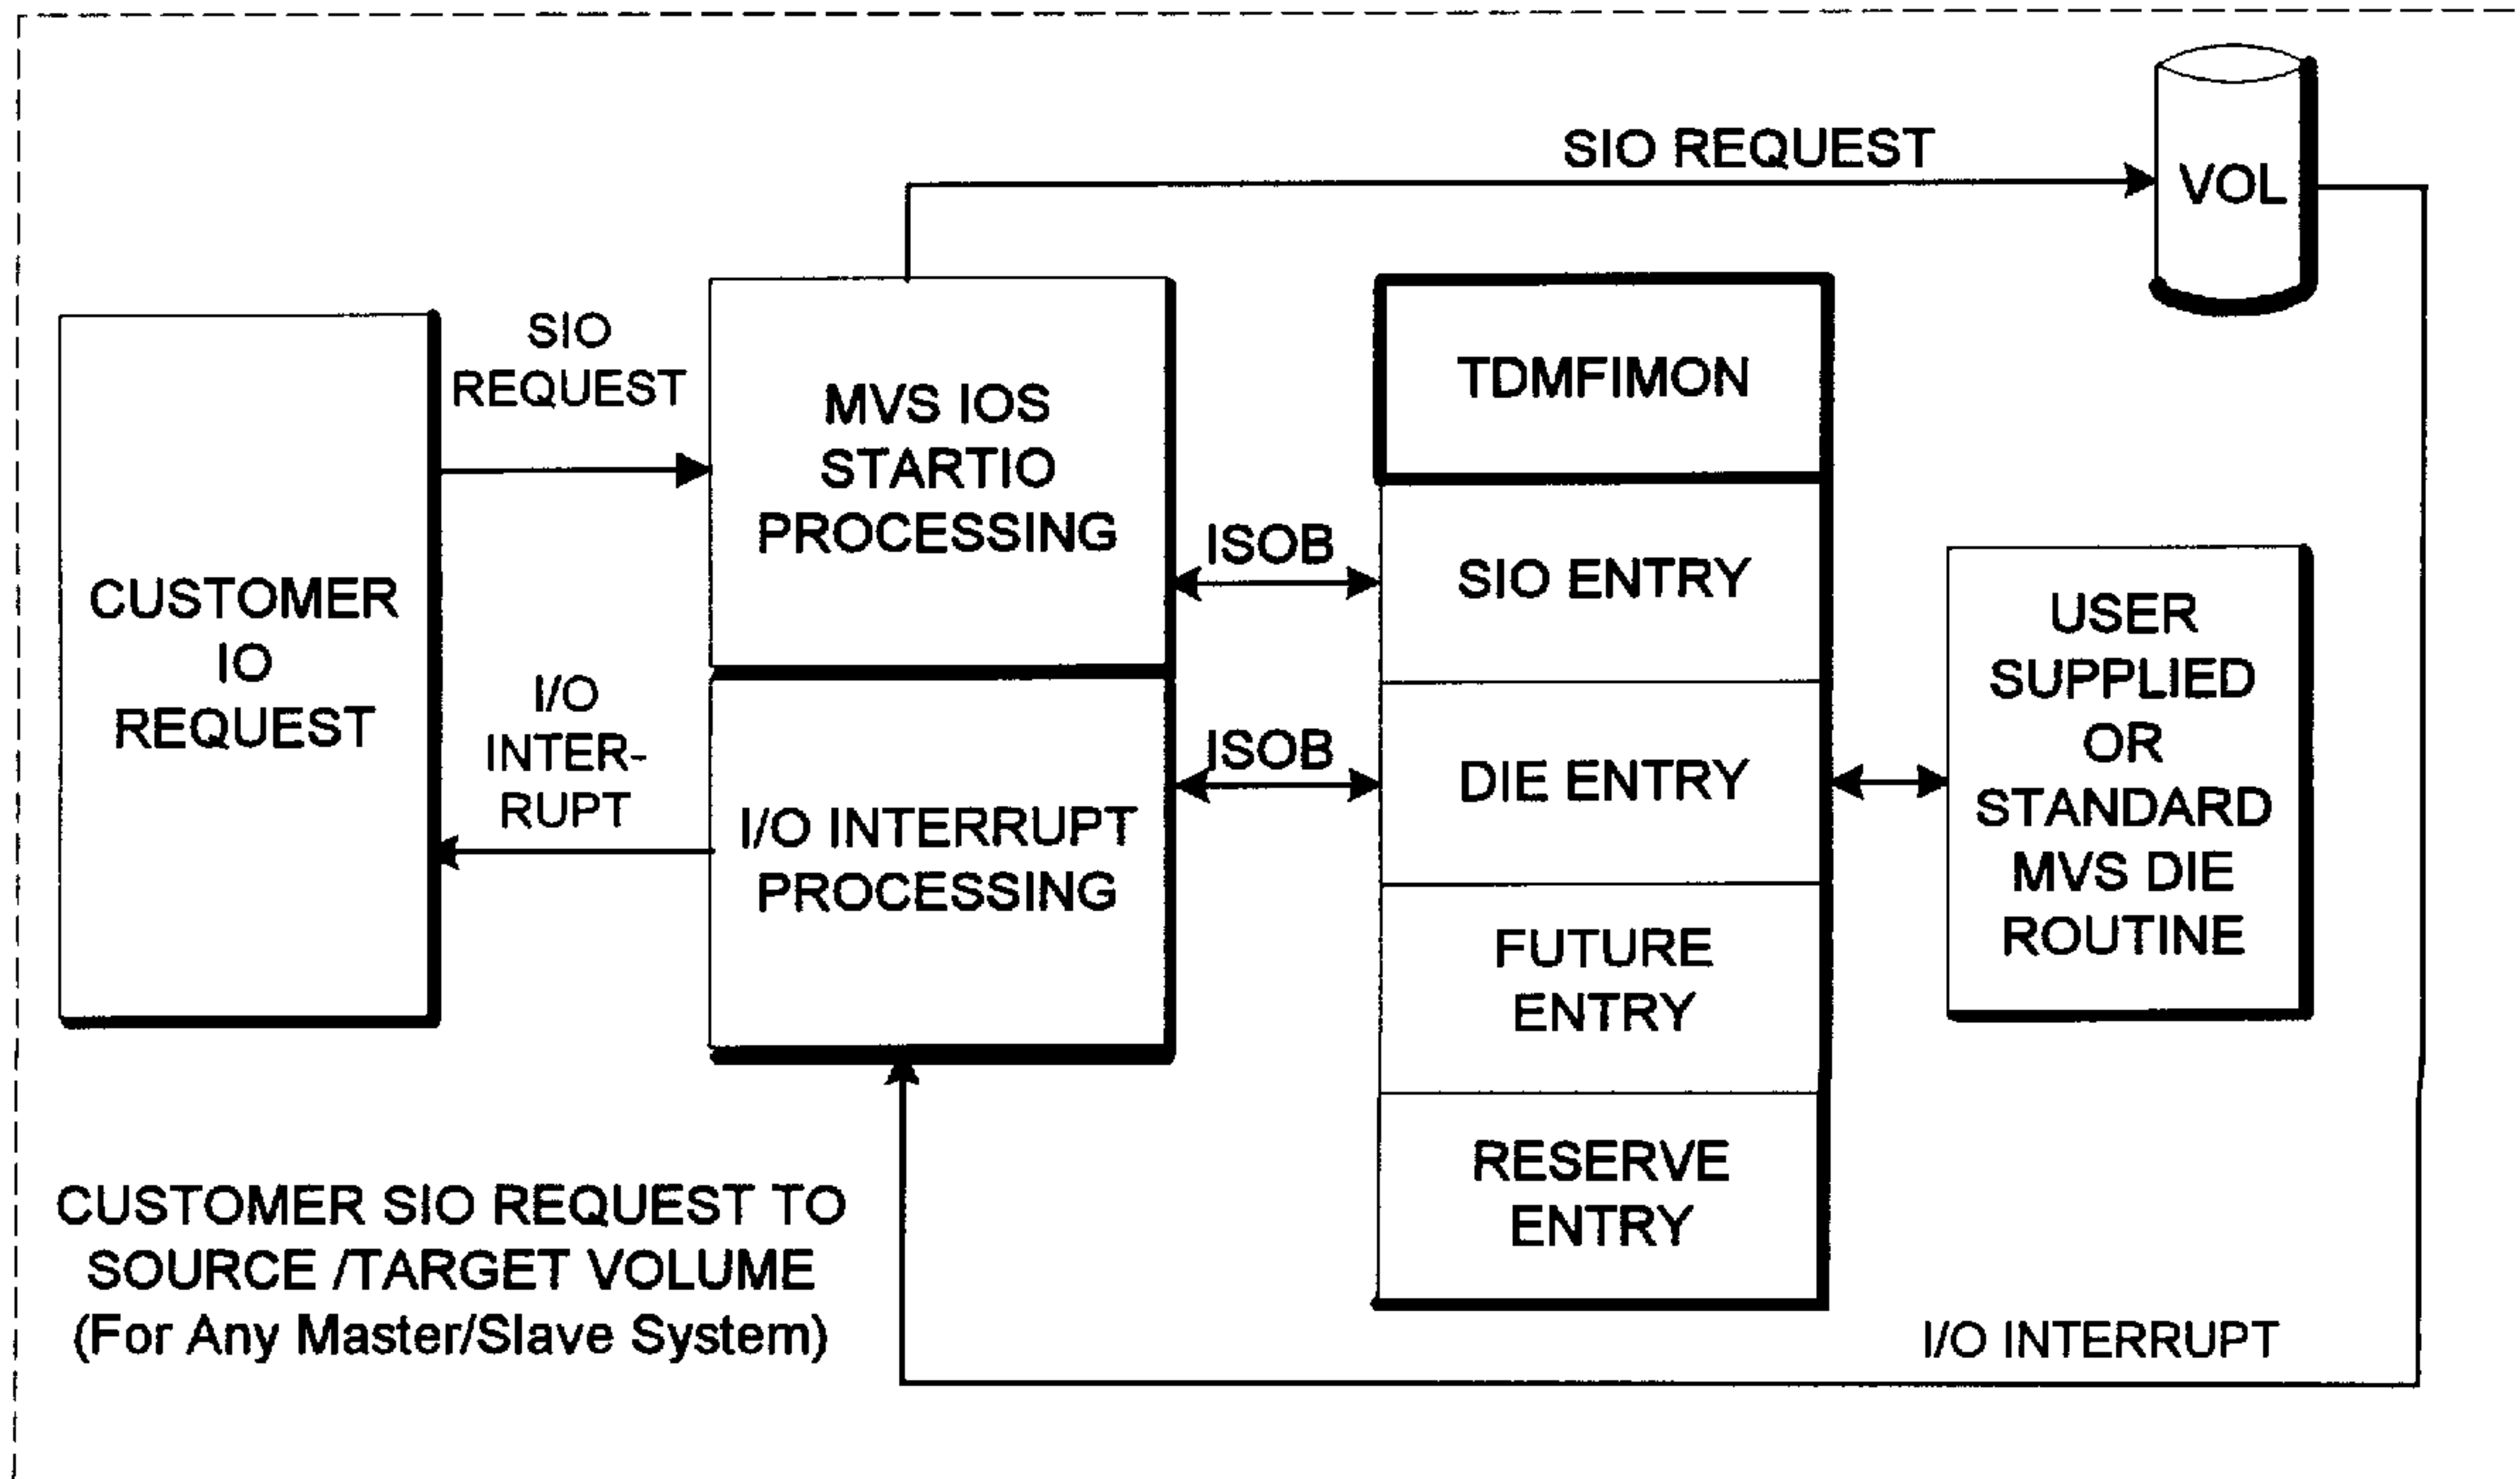 SIO REQUEST
VOL
CUSTOMER
IO
REQUEST
SIO
REQUEST
MVS IOS
STARTIO
PROCESSING
I/O
INTER-
RUPT
I/O INTERRUPT
PROCESSING
ISOB
ISOB
TDMFIMON
SIO ENTRY
DIE ENTRY
FUTURE
ENTRY
RESERVE
ENTRY
USER
SUPPLIED
OR
STANDARD
MVS DIE
ROUTINE
CUSTOMER SIO REQUEST TO
SOURCE /TARGET VOLUME
(For Any Master/Slave System)
I/O INTERRUPT